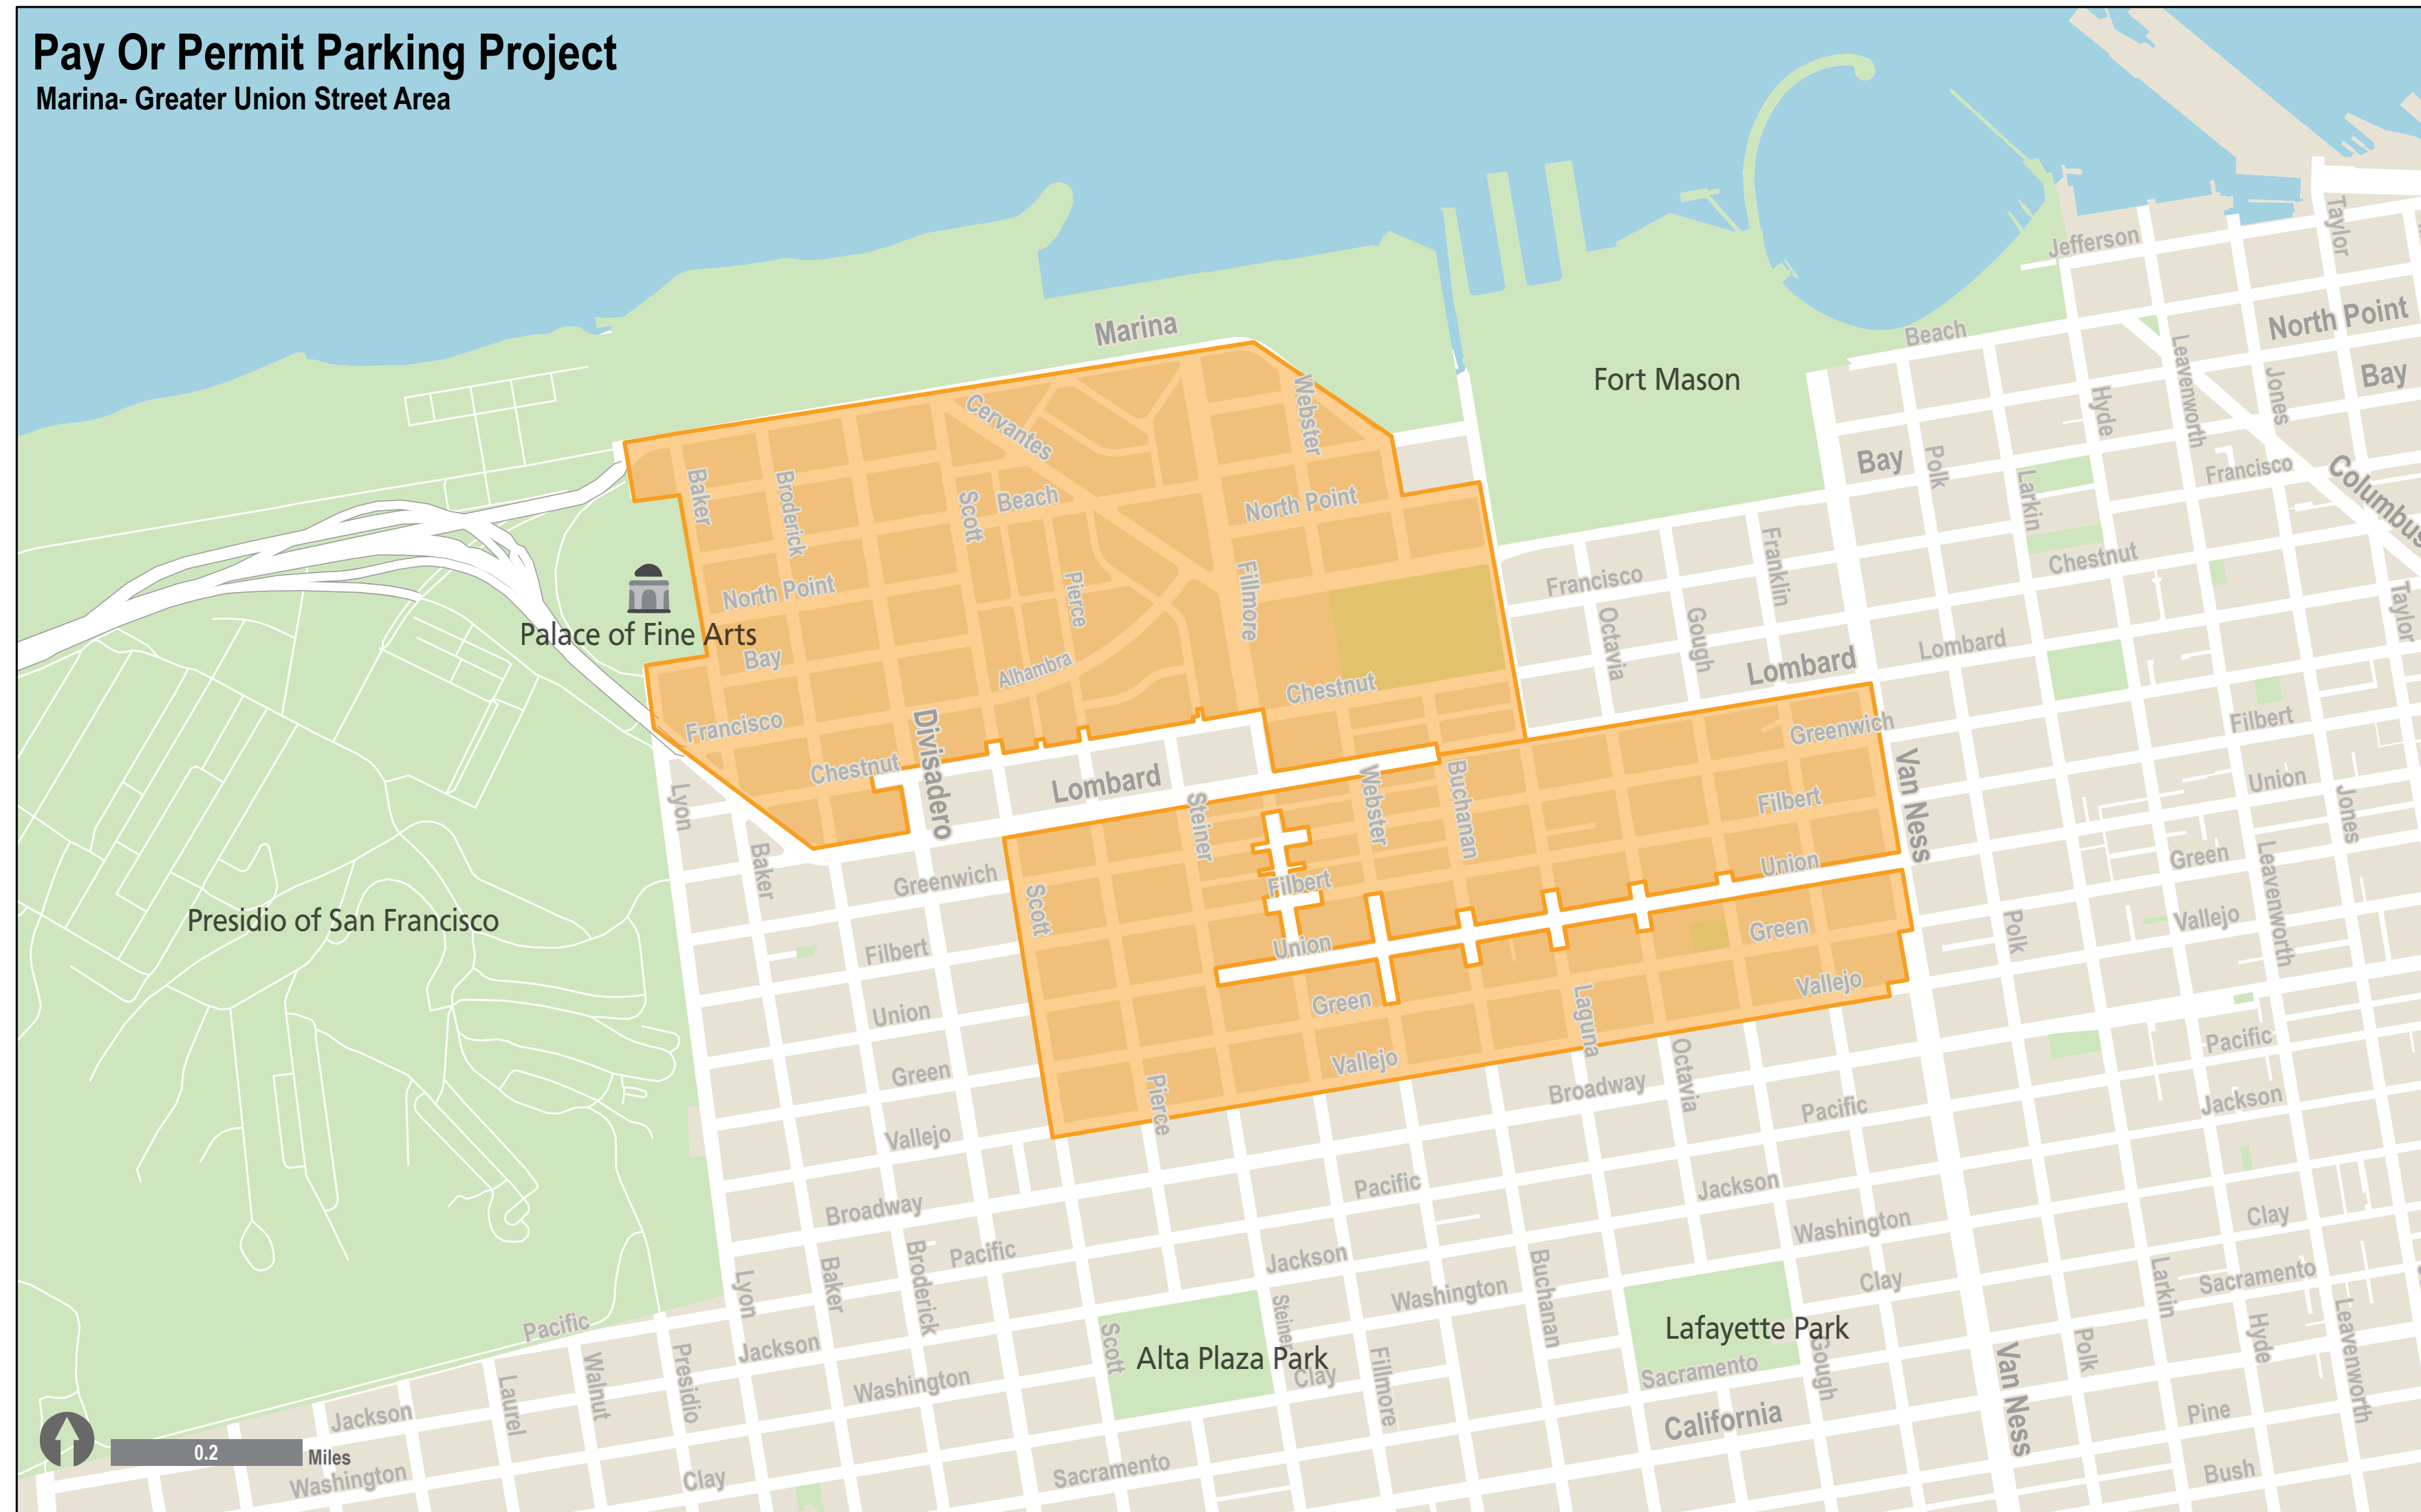 Pay Or Permit Parking Project
Marina- Greater Union Street Area
Taylor
Jefferson
North Point
Marina
Beach
Fort Mason
Leavenworth
Jones
Bay
Webster
Hyde
Cervantes
Baker
Broderick
Scott
Beach
North Point
Bay
Polk
Larkin
Francisco
Columbus
Franklin
Chestnut
Palace of Fine Arts
North Point
Pierce
Fillmore
Francisco
Octavia
Gough
Taylor
Bay
Alhambra
Chestnut
Lombard
Lombard
Francisco
Divisadero
Greenwich
Filbert
Chestnut
Lombard
Lyon
Steiner
Webster
Buchanan
Filbert
Van Ness
Union
Jones
Baker
Greenwich
Filbert
Union
Green
Leavenworth
Presidio of San Francisco
Scott
Filbert
Union
Green
Polk
Vallejo
Union
Green
Laguna
Vallejo
Green
Vallejo
Octavia
Pacific
Pierce
Broadway
Pacific
Jackson
Vallejo
Broadway
Pacific
Jackson
Washington
Clay
Lyon
Baker
Broderick
Pacific
Jackson
Washington
Buchanan
Clay
Larkin
Sacramento
Pacific
Jackson
Scott
Steiner
Alta Plaza Park
Lafayette Park
Hyde
Leavenworth
Laurel
Walnut
Presidio
Washington
Clay
Fillmore
Sacramento
Gough
Van Ness
Polk
Jackson
California
Pine
0.2
Miles
Washington
Clay
Sacramento
Bush